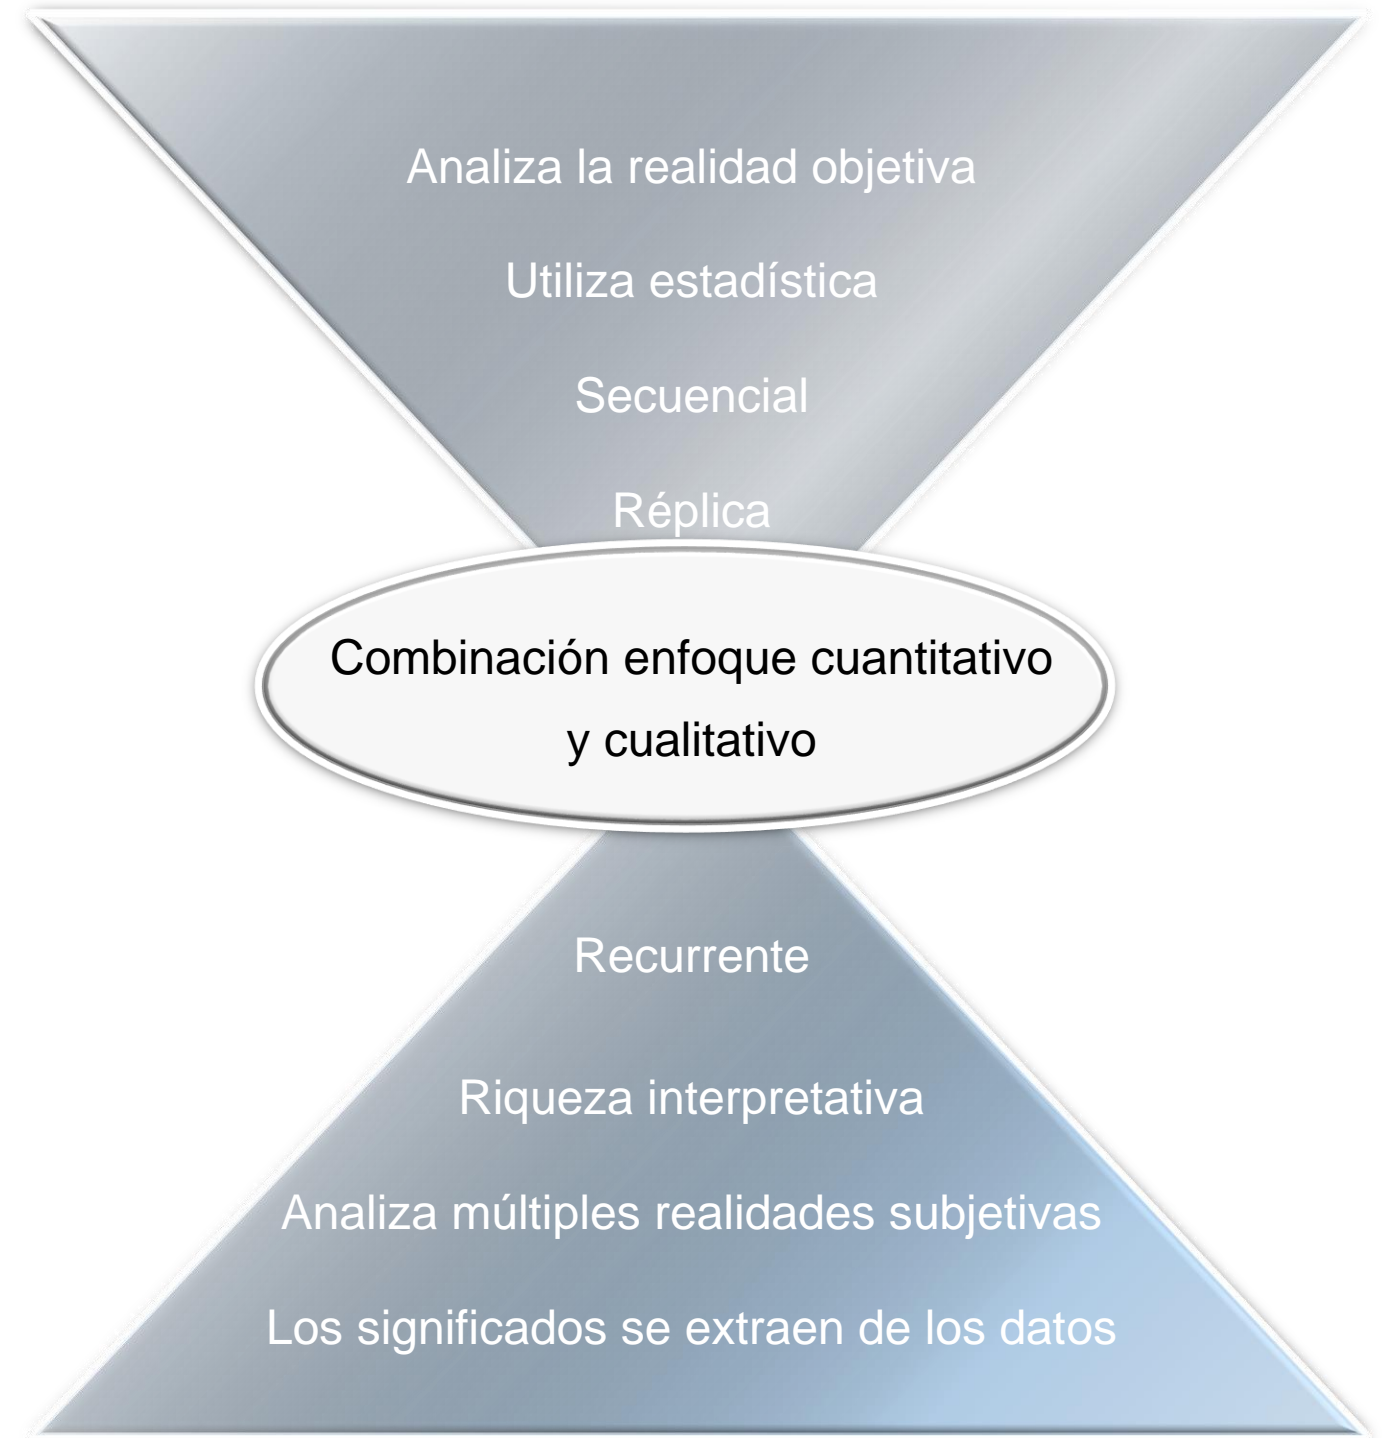 Analiza la realidad objetiva
Utiliza estadística
Secuencial
Réplica
Combinación enfoque cuantitativo
y cualitativo
Recurrente
Riqueza interpretativa
Analiza múltiples realidades subjetivas
Los significados se extraen de los datos